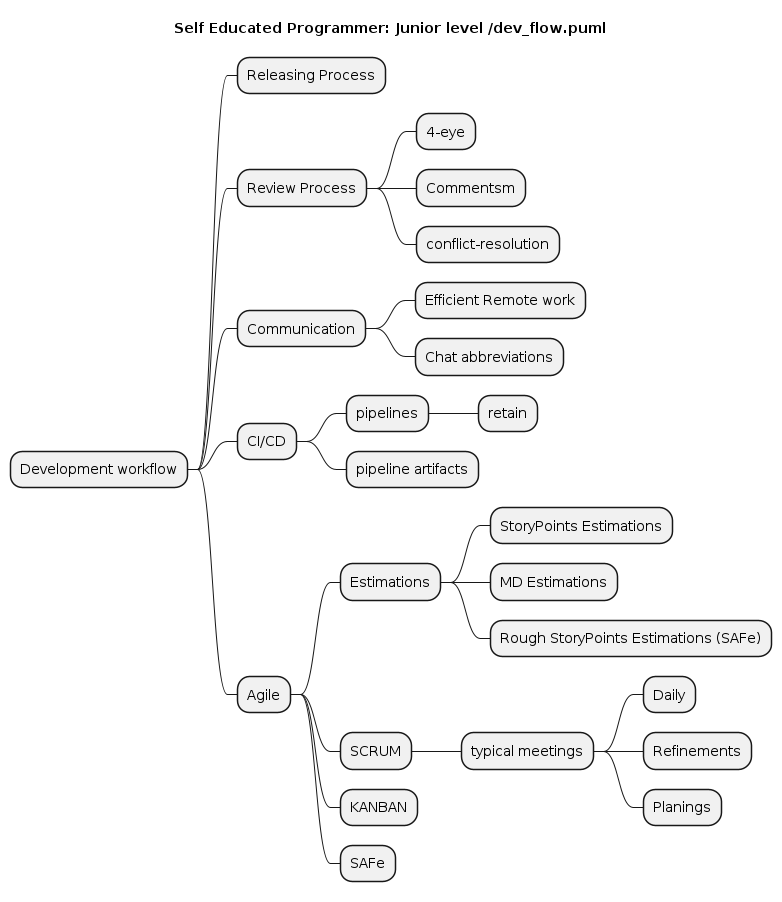 Self Educated Programmer: Junior level /dev_flow.puml
Releasing Process
4-eye
Review Process
Commentsm
conflict-resolution
Efficient Remote work
Communication
Chat abbreviations
pipelines
retain
CI/CD
Development workflow
pipeline artifacts
StoryPoints Estimations
Estimations
MD Estimations
Rough StoryPoints Estimations (SAFe)
Agile
Daily
SCRUM
typical meetings
Refinements
KANBAN
Planings
SAFe